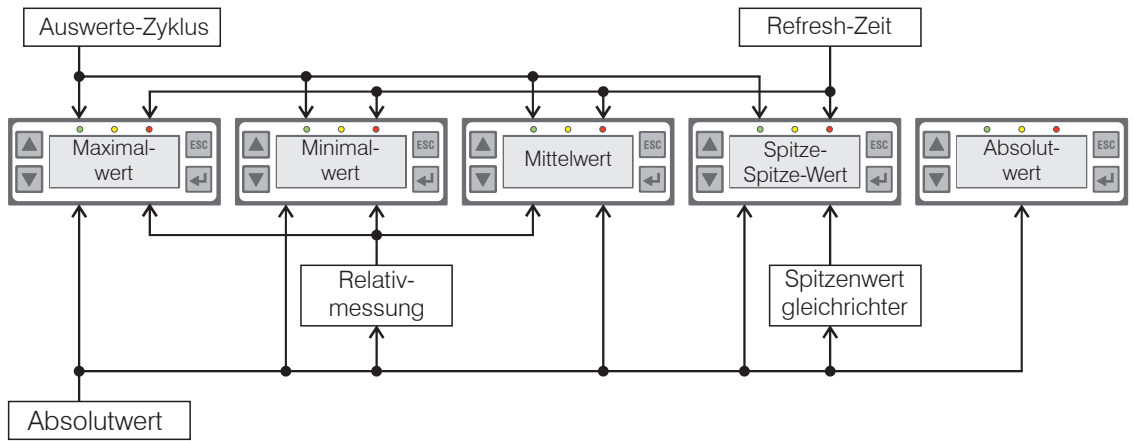 Auswerte-Zyklus
Refresh-Zeit
Maximal-
wert
ESC
Minimal-
wert
ESC
Mittelwert
ESC
Spitze-
Spitze-Wert
ESC
Absolut-
wert
ESC
Relativ-
messung
Spitzenwert
gleichrichter
Absolutwert